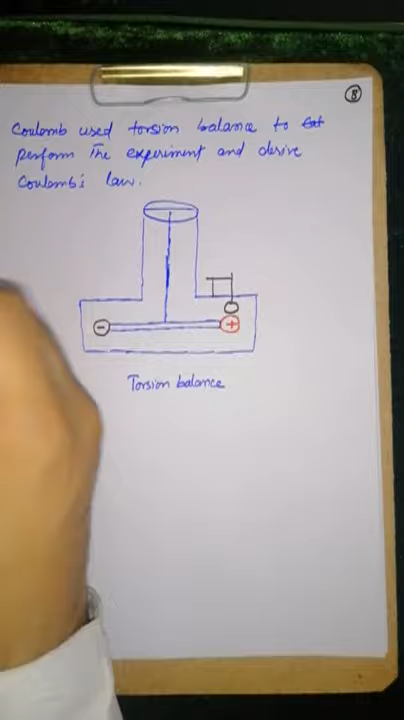 8
Coulomb used torsion balance to
perform The experiment and derive
Coulomb's law.
-
+
Torsion balance